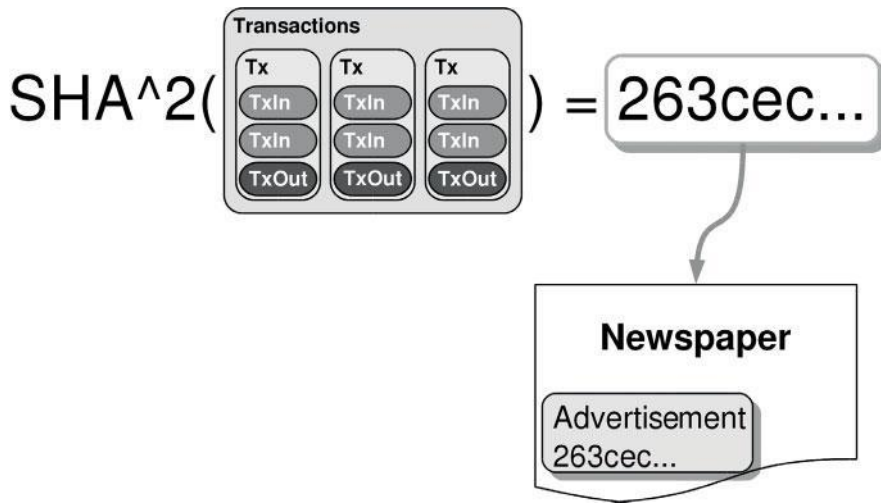 Transactions
SHA^2( Tx Tx Tx ) = 263cec...
TxIn TxIn TxIn
TxIn TxIn TxIn
TxOut TxOut TxOut
Newspaper
Advertisement
263cec...